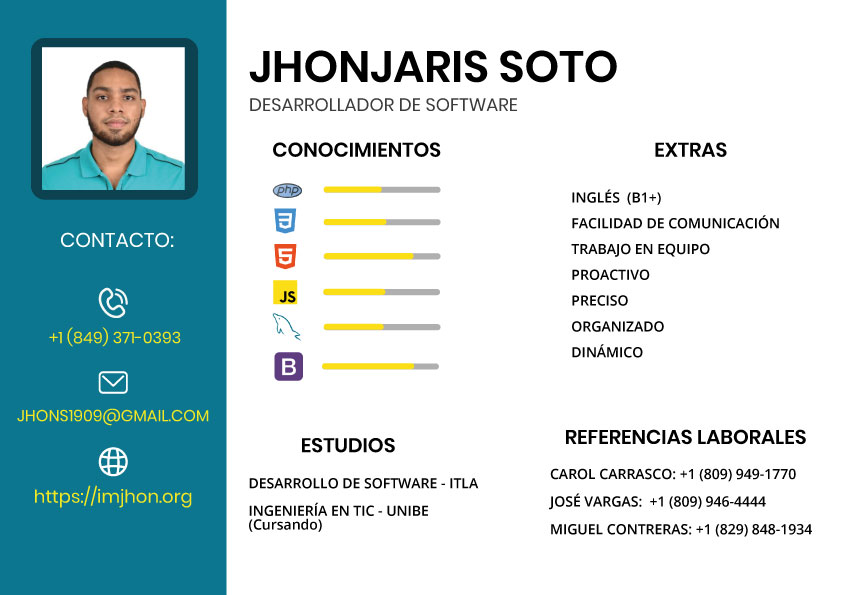 JHONJARIS SOTO
DESARROLLADOR DE SOFTWARE
CONTACTO:
+1 (849) 371-0393
JHONS1909@GMAIL.COM
https://imjhon.org
CONOCIMIENTOS
php
3
5
JS
B
EXTRAS
INGLÉS (B1+)
FACILIDAD DE COMUNICACIÓN
TRABAJO EN EQUIPO
PROACTIVO
PRECISO
ORGANIZADO
DINÁMICO
ESTUDIOS
DESARROLLO DE SOFTWARE - ITLA
INGENIERÍA EN TIC - UNIBE
(Cursando)
REFERENCIAS LABORALES
CAROL CARRASCO: +1 (809) 949-1770
JOSÉ VARGAS: +1 (809) 946-4444
MIGUEL CONTRERAS: +1 (829) 848-1934